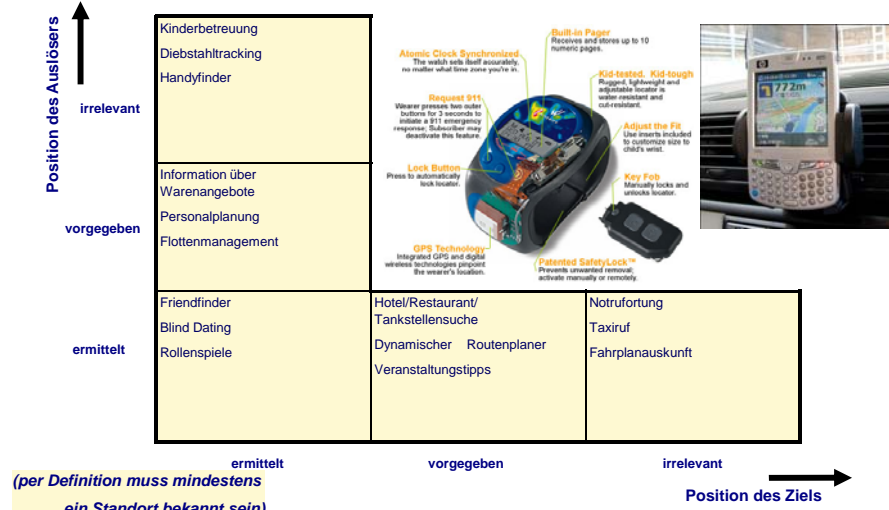 Position des Auslösers
irrelevant
Kinderbetreuung
Diebstahltracking
Handyfinder
vorgegeben
Information über
Warenangebote
Personalplanung
Flottenmanagement
ermittelt
Friendfinder
Blind Dating
Rollenspiele
Hotel/Restaurant/
Tankstellensuche
Dynamischer Routenplaner
Veranstaltungstipps
Notrufortung
Taxiruf
Fahrplanauskunft
ermittelt
vorgegeben
irrelevant
Position des Ziels
(per Definition muss mindestens
ein Standort bekannt sein)
Atomic Clock Synchronized
The watch sets itself accurately,
no matter what time zone you're in.
Built-in Pager
Receives and stores up to 10
numeric pages.
Request 911
Wearer presses two outer
buttons for 3 seconds to
initiate a 911 emergency
response; Subscriber may
deactivate this feature.
Kid-tested. Kid-tough
Rugged, lightweight and
adjustable locator is
water-resistant and
cut-resistant.
Adjust the Fit
Use inserts included
to customize size to
child's wrist.
Lock Button
Press to automatically
lock locator.
Key Fob
Manually locks and
unlocks locator.
GPS Technology
Integrated GPS and digital
wireless technologies pinpoint
the wearer's location.
Patented SafetyLock™
Prevents unwanted removal;
activate manually or remotely.
772m